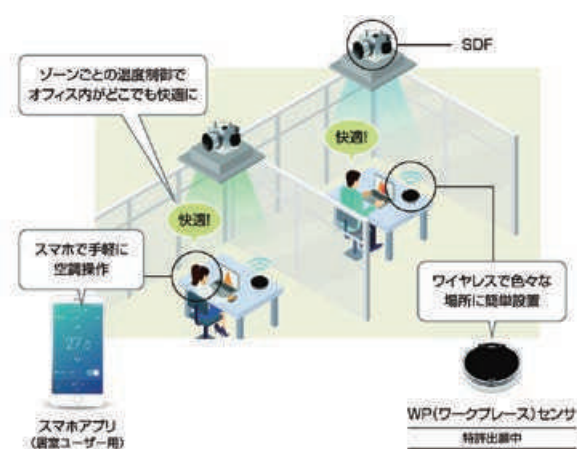 SDF
ゾーンごとの温度制御で
オフィス内がどこでも快適に
快適!
快適!
スマホで手軽に
空調操作
ワイヤレスで色々な
場所に簡単設置
27.0
スマホアプリ
(居室ユーザー用)
WP(ワークプレース)センサ
特許出願中